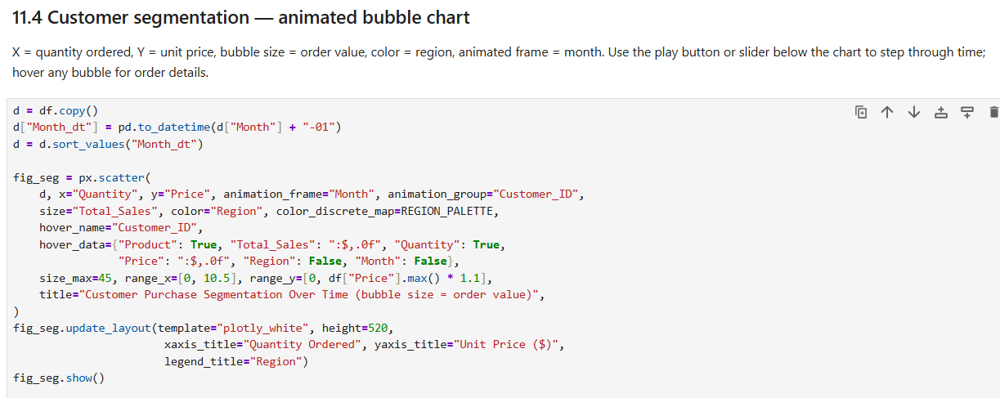 11.4 Customer segmentation — animated bubble chart
X = quantity ordered, Y = unit price, bubble size = order value, color = region, animated frame = month. Use the play button or slider below the chart to step through time;
hover any bubble for order details.
d = df.copy()
d["Month_dt"] = pd.to_datetime(d["Month"] + "-01")
d = d.sort_values("Month_dt")
fig_seg = px.scatter(
    d, x="Quantity", y="Price", animation_frame="Month", animation_group="Customer_ID",
    size="Total_Sales", color="Region", color_discrete_map=REGION_PALETTE,
    hover_name="Customer_ID",
    hover_data={"Product": True, "Total_Sales": ":$,.0f", "Quantity": True,
                "Price": ":$,.0f", "Region": False, "Month": False},
    size_max=45, range_x=[0, 10.5], range_y=[0, df["Price"].max() * 1.1],
    title="Customer Purchase Segmentation Over Time (bubble size = order value)",
)
fig_seg.update_layout(template="plotly_white", height=520,
                       xaxis_title="Quantity Ordered", yaxis_title="Unit Price ($)",
                       legend_title="Region")
fig_seg.show()